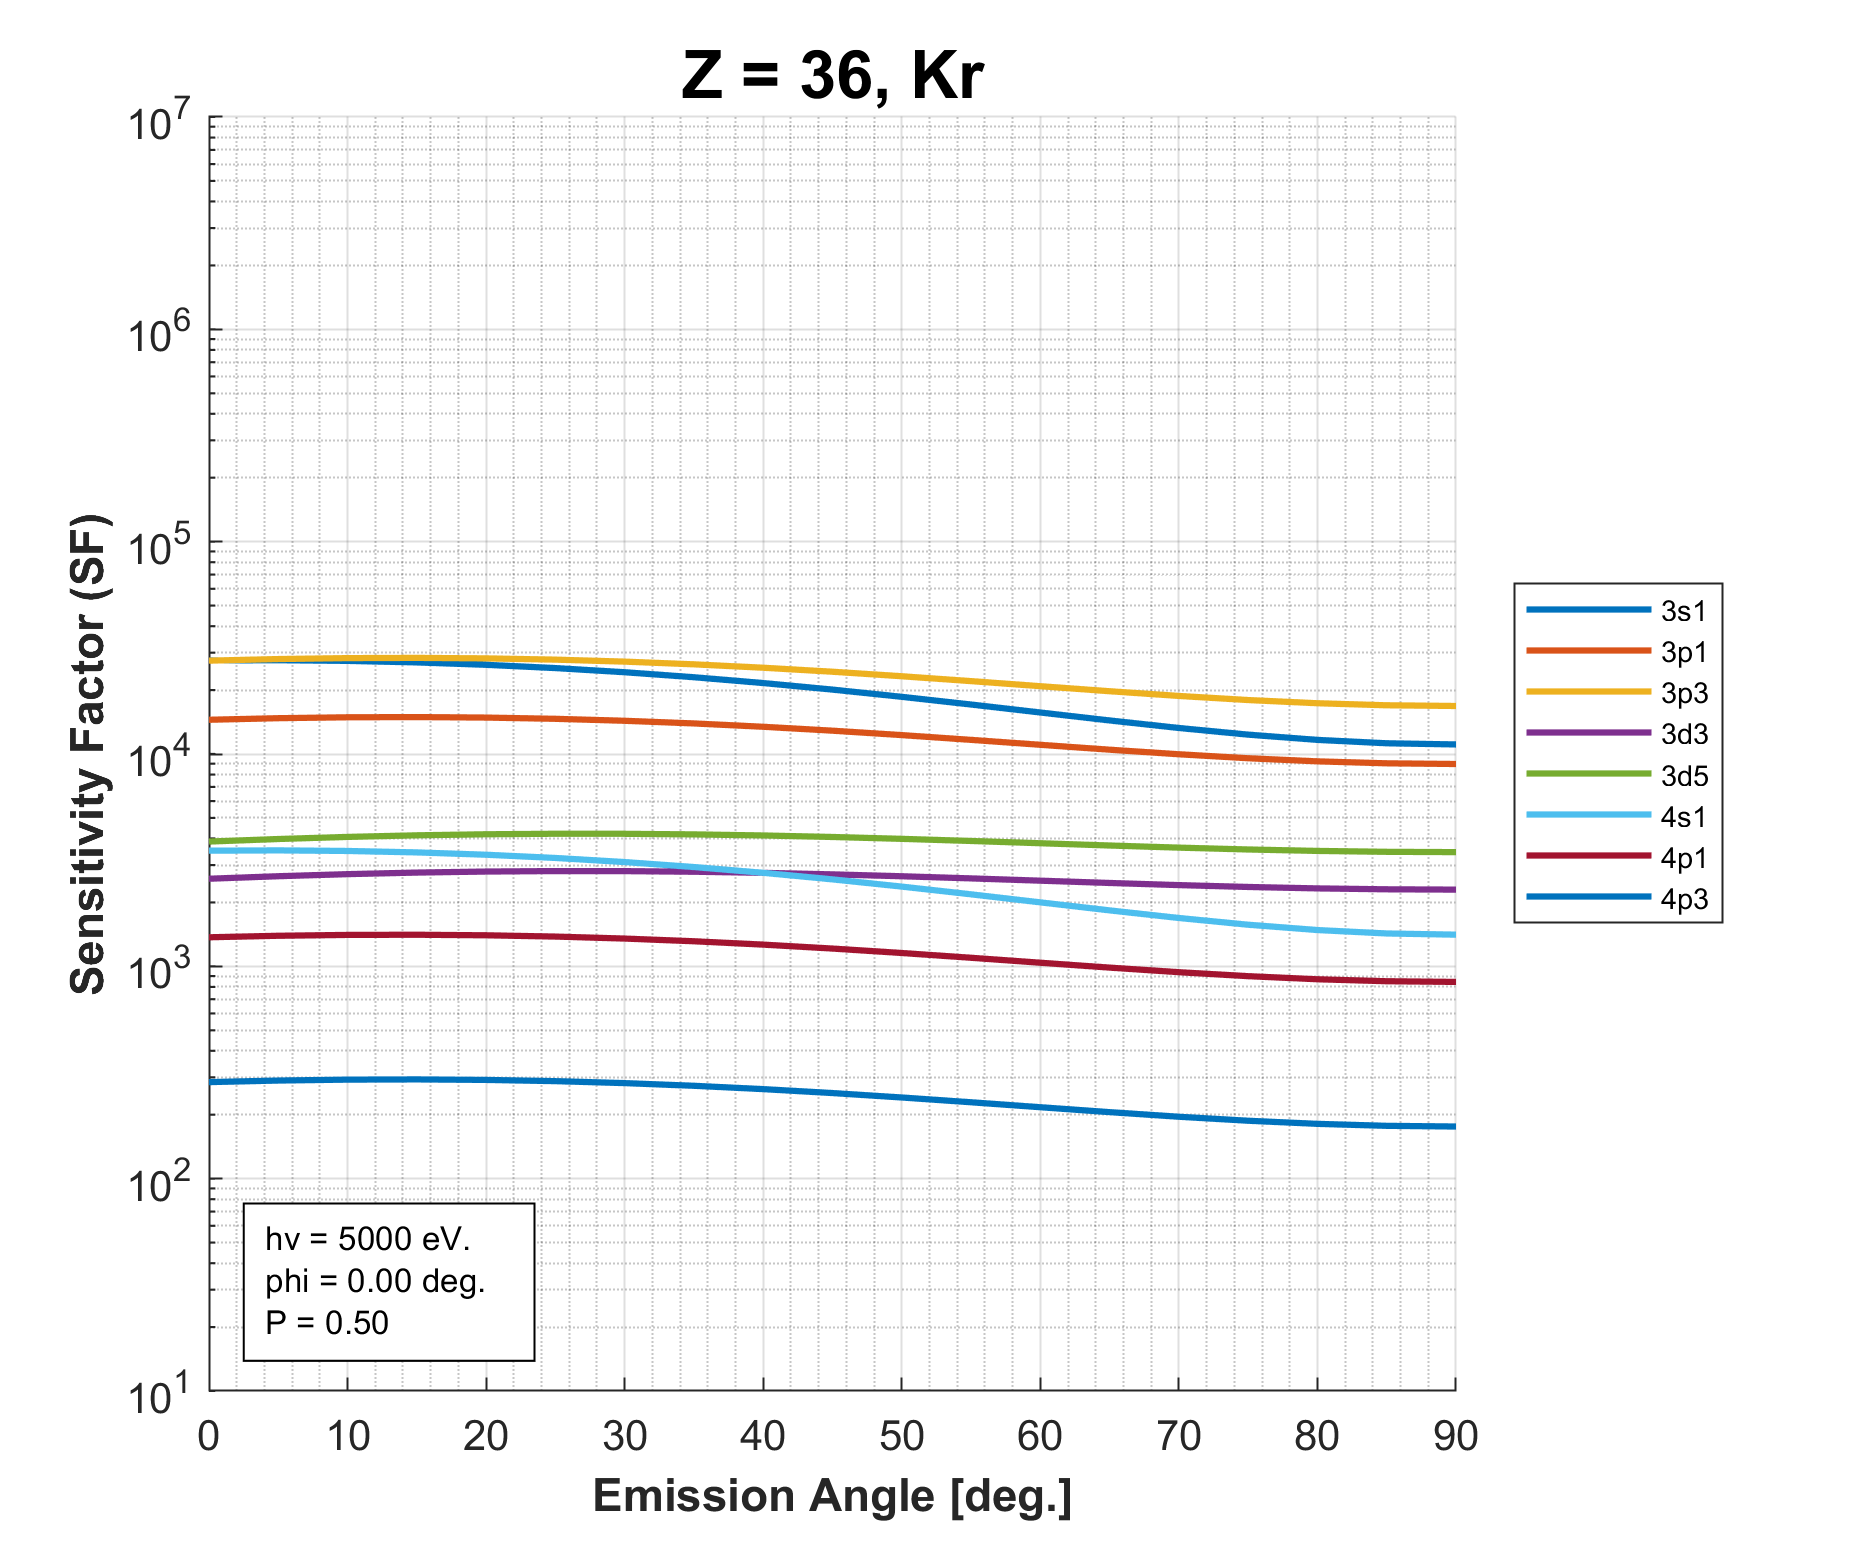 Z = 36, Kr
10^7
10^6
10^5
10^4
10^3
10^2
10^1
Sensitivity Factor (SF)
0 10 20 30 40 50 60 70 80 90
Emission Angle [deg.]
hv = 5000 eV.
phi = 0.00 deg.
P = 0.50
3s1
3p1
3p3
3d3
3d5
4s1
4p1
4p3